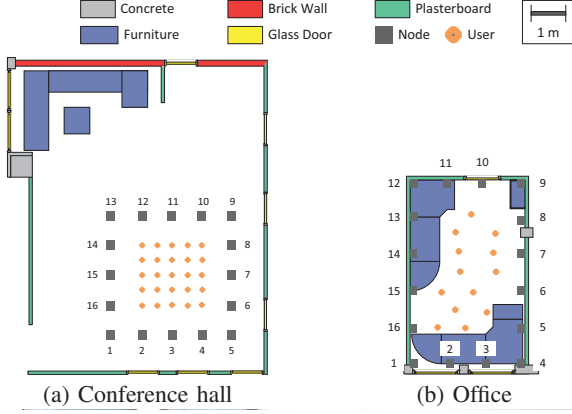 Concrete Brick Wall Plasterboard
Furniture Glass Door Node User
1 m
13 12 11 10 9
14 8
15 7
16 6
1 2 3 4 5
(a) Conference hall
11 10
12 9
13 8
14 7
15 6
16 5
2 3
1 4
(b) Office